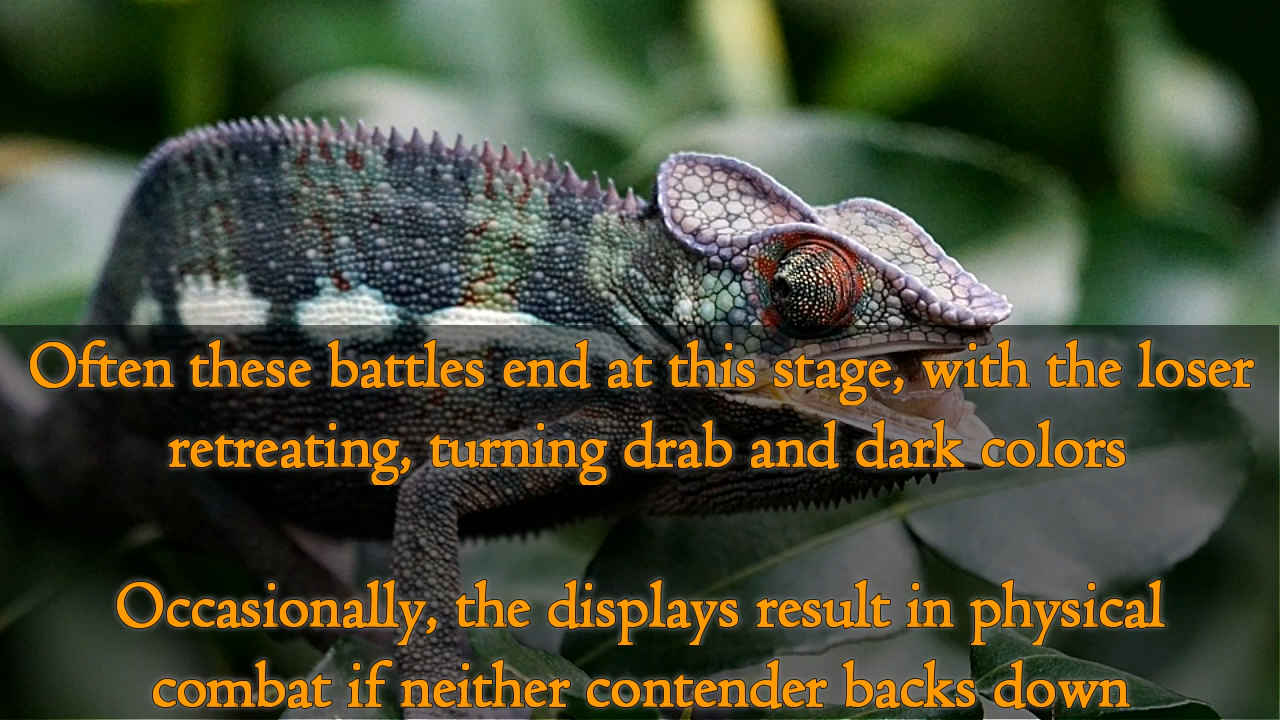 Often these battles end at this stage, with the loser
retreating, turning drab and dark colors
Occasionally, the displays result in physical
combat if neither contender backs down